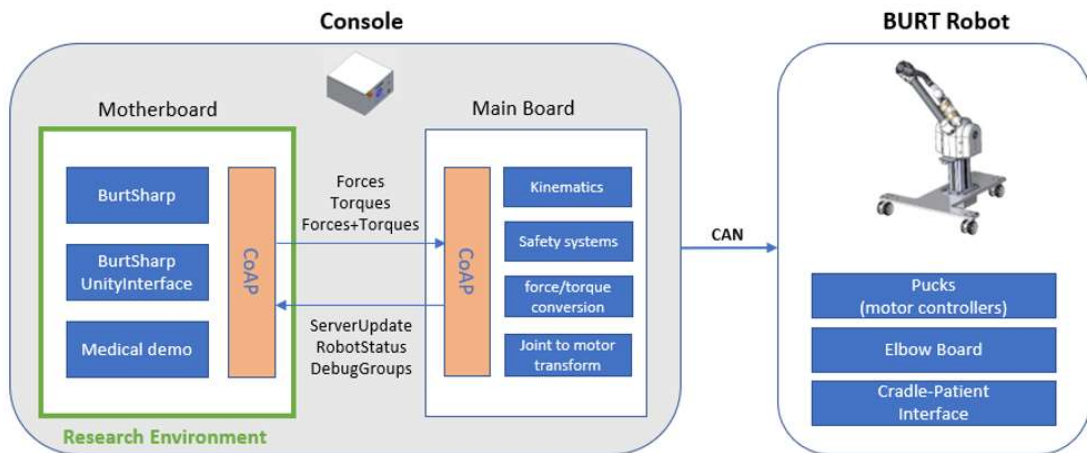 Console
BURT Robot
Motherboard
Main Board
BurtSharp
BurtSharp
UnityInterface
Medical demo
CoAP
Forces
Torques
Forces+Torques
ServerUpdate
RobotStatus
DebugGroups
CoAP
Kinematics
Safety systems
force/torque
conversion
Joint to motor
transform
Research Environment
CAN
Pucks
(motor controllers)
Elbow Board
Cradle-Patient
Interface